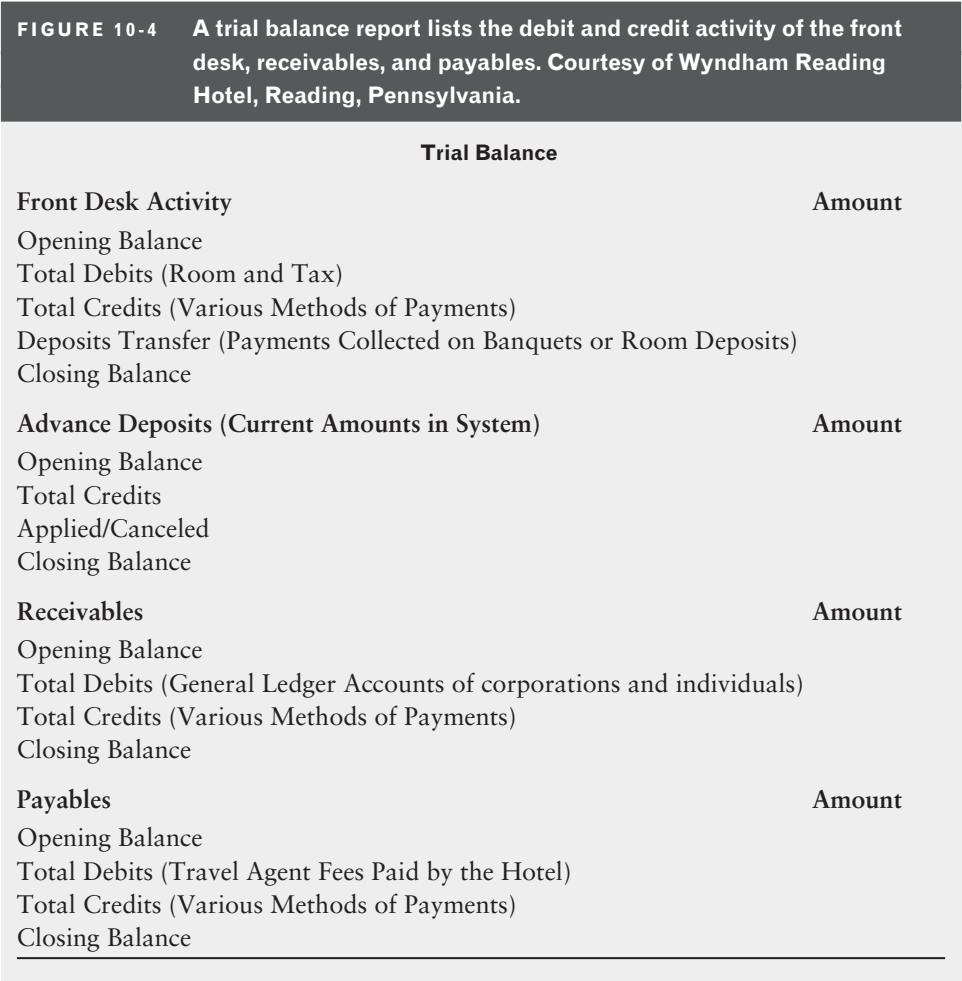 FIGURE 10-4 A trial balance report lists the debit and credit activity of the front
desk, receivables, and payables. Courtesy of Wyndham Reading
Hotel, Reading, Pennsylvania.
Trial Balance
Front Desk Activity Amount
Opening Balance
Total Debits (Room and Tax)
Total Credits (Various Methods of Payments)
Deposits Transfer (Payments Collected on Banquets or Room Deposits)
Closing Balance
Advance Deposits (Current Amounts in System) Amount
Opening Balance
Total Credits
Applied/Canceled
Closing Balance
Receivables Amount
Opening Balance
Total Debits (General Ledger Accounts of corporations and individuals)
Total Credits (Various Methods of Payments)
Closing Balance
Payables Amount
Opening Balance
Total Debits (Travel Agent Fees Paid by the Hotel)
Total Credits (Various Methods of Payments)
Closing Balance